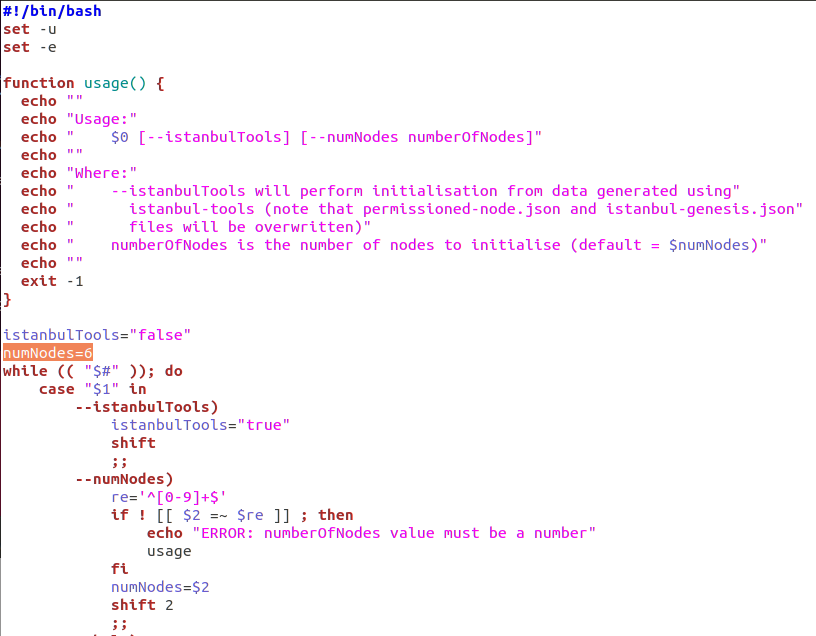 #!/bin/bash
set -u
set -e

function usage() {
  echo ""
  echo "Usage:"
  echo "    $0 [--istanbulTools] [--numNodes numberOfNodes]"
  echo ""
  echo "Where:"
  echo "    --istanbulTools will perform initialisation from data generated using"
  echo "      istanbul-tools (note that permissioned-node.json and istanbul-genesis.json"
  echo "      files will be overwritten)"
  echo "    numberOfNodes is the number of nodes to initialise (default = $numNodes)"
  echo ""
  exit -1
}

istanbulTools="false"
numNodes=6
while (( "$#" )); do
    case "$1" in
        --istanbulTools)
            istanbulTools="true"
            shift
            ;;
        --numNodes)
            re='^[0-9]+$'
            if ! [[ $2 =~ $re ]] ; then
                echo "ERROR: numberOfNodes value must be a number"
                usage
            fi
            numNodes=$2
            shift 2
            ;;